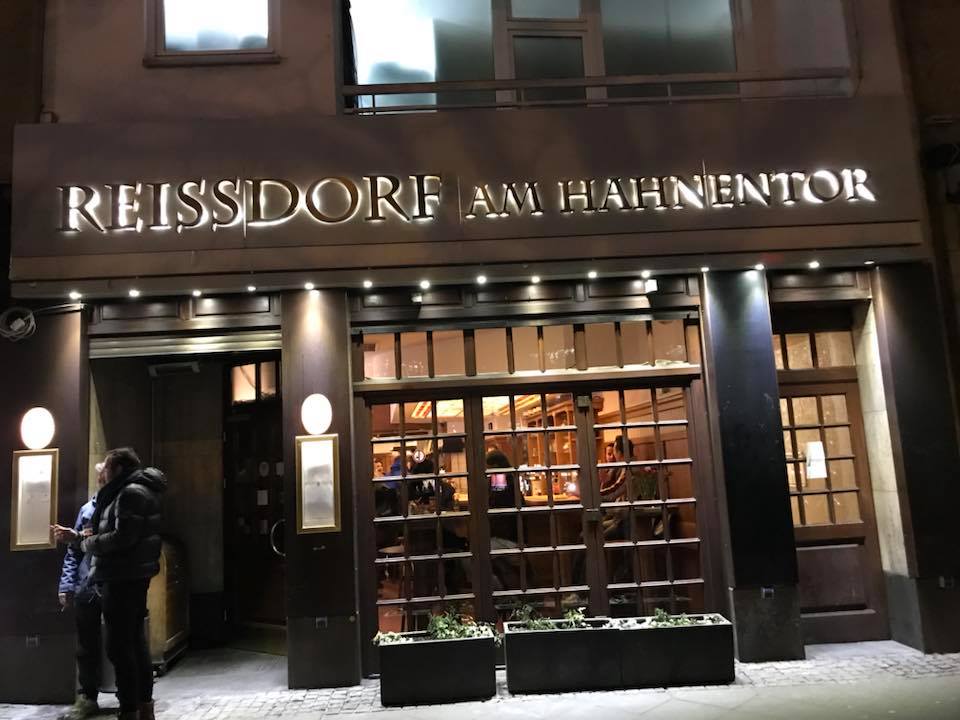 REISSDORF AM HAHNENTOR